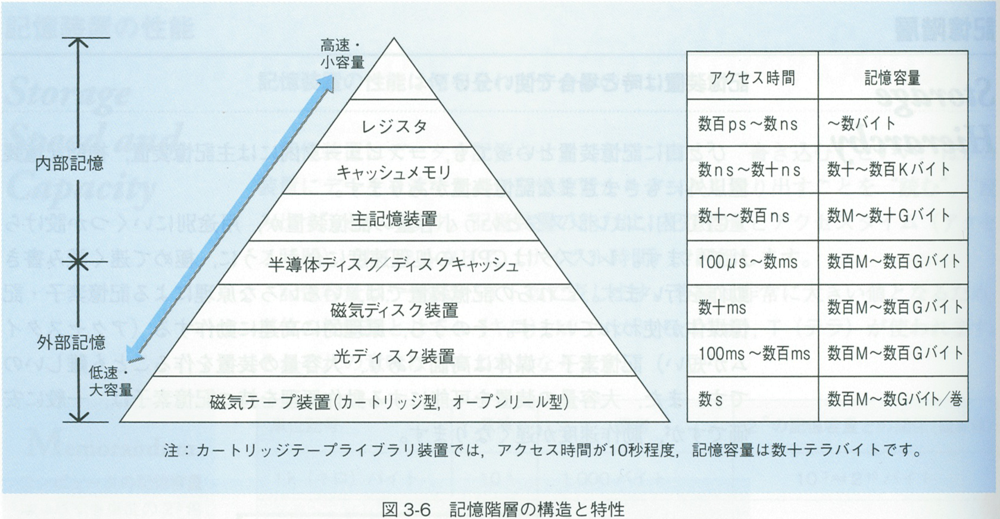 高速・
小容量
内部記憶
外部記憶
低速・
大容量
レジスタ
キャッシュメモリ
主記憶装置
半導体ディスク／ディスクキャッシュ
磁気ディスク装置
光ディスク装置
磁気テープ装置(カートリッジ型，オープンリール型)
アクセス時間 記憶容量
数百ps～数ns ～数バイト
数ns～数十ns 数十～数百Kバイト
数十～数百ns 数M～数十Gバイト
100μs～数ms 数百M～数百Gバイト
数十ms 数百M～数百Gバイト
100ms～数百ms 数百M～数百Gバイト
数s 数百M～数Gバイト／巻
注：カートリッジテープライブラリ装置では，アクセス時間が10秒程度，記憶容量は数十テラバイトです。
図 3-6　記憶階層の構造と特性